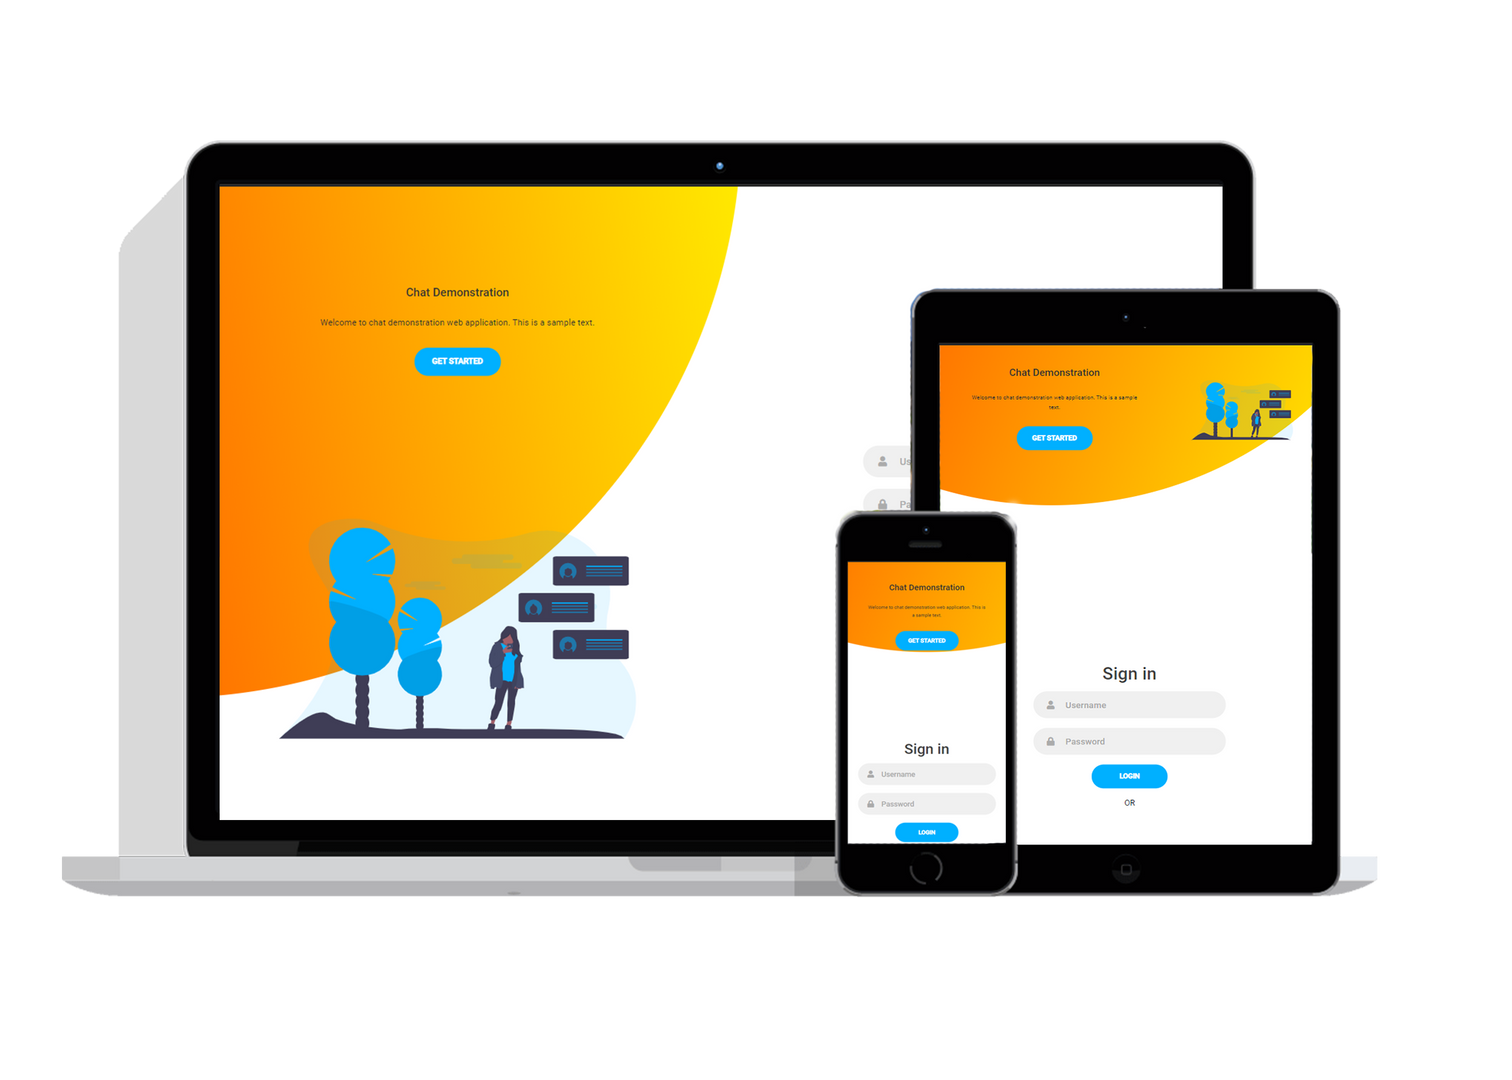 Chat Demonstration
Welcome to chat demonstration web application. This is a sample text.
GET STARTED
Us
Pa
Chat Demonstration
Welcome to chat demonstration web application. This is a sample
text.
GET STARTED
Sign in
Username
Password
LOGIN
OR
Chat Demonstration
Welcome to chat demonstration web application. This is
a sample text.
GET STARTED
Sign in
Username
Password
LOGIN